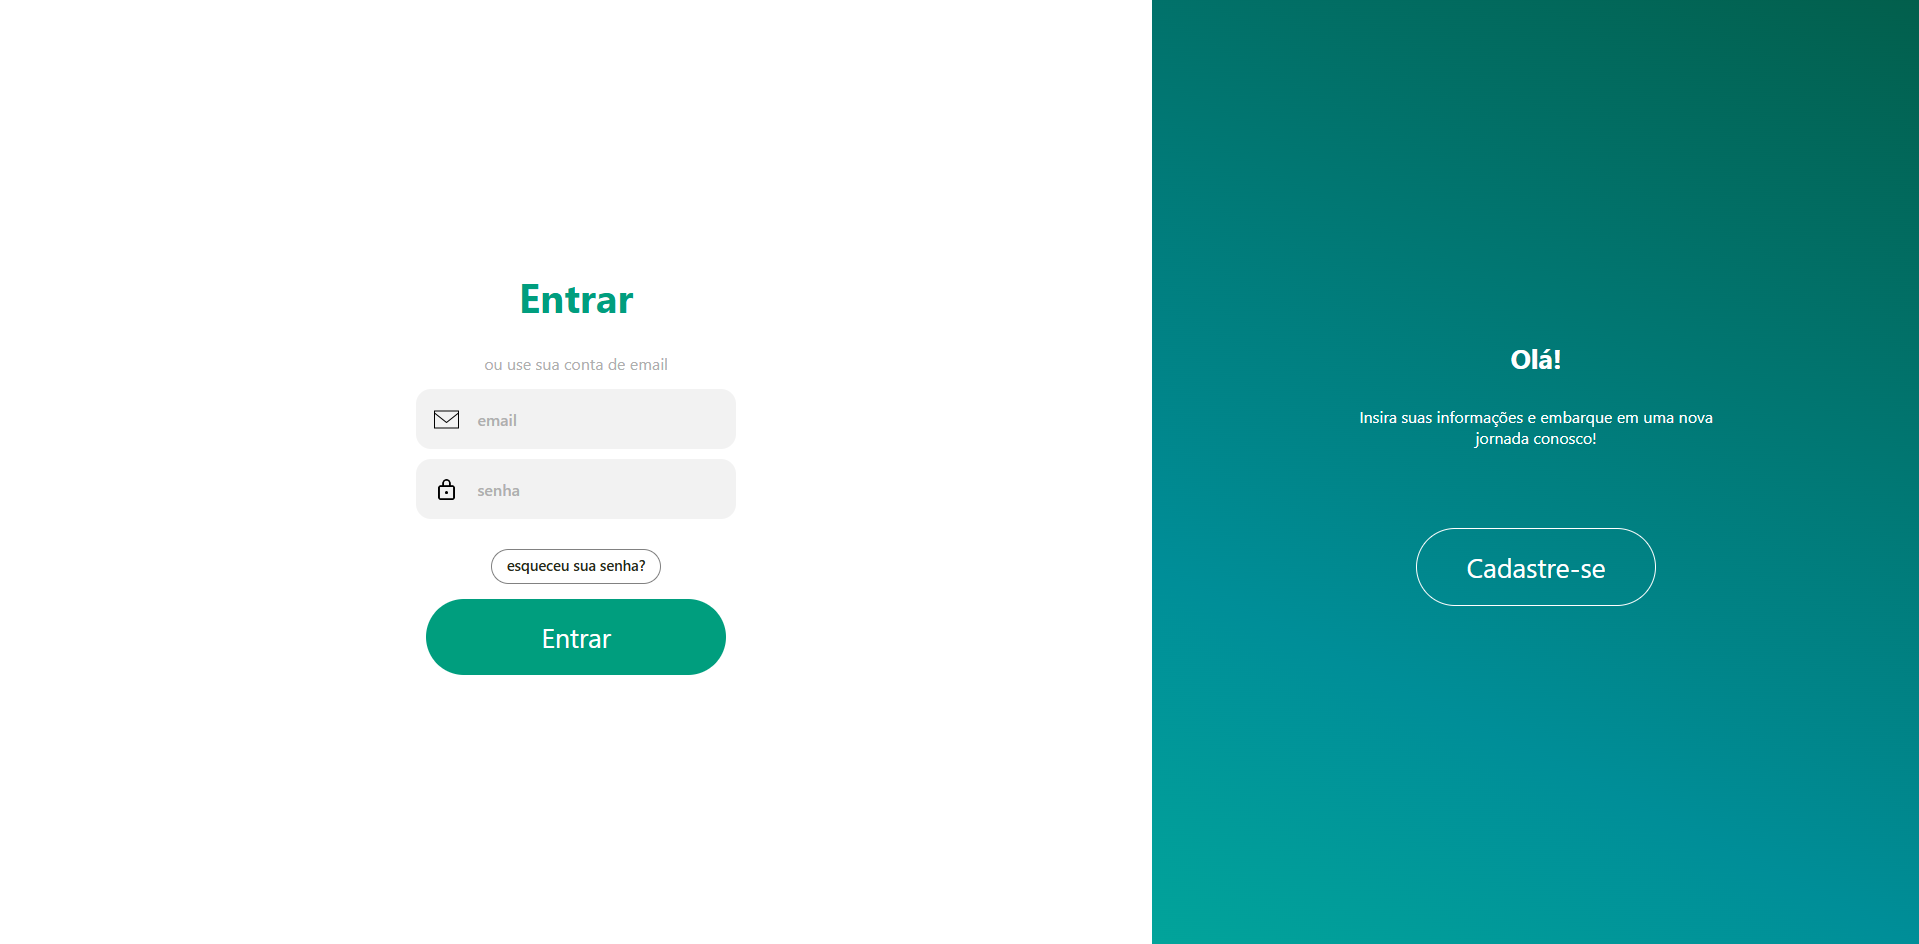 Entrar
ou use sua conta de email
email
senha
esqueceu sua senha?
Entrar
Olá!
Insira suas informações e embarque em uma nova
jornada conosco!
Cadastre-se